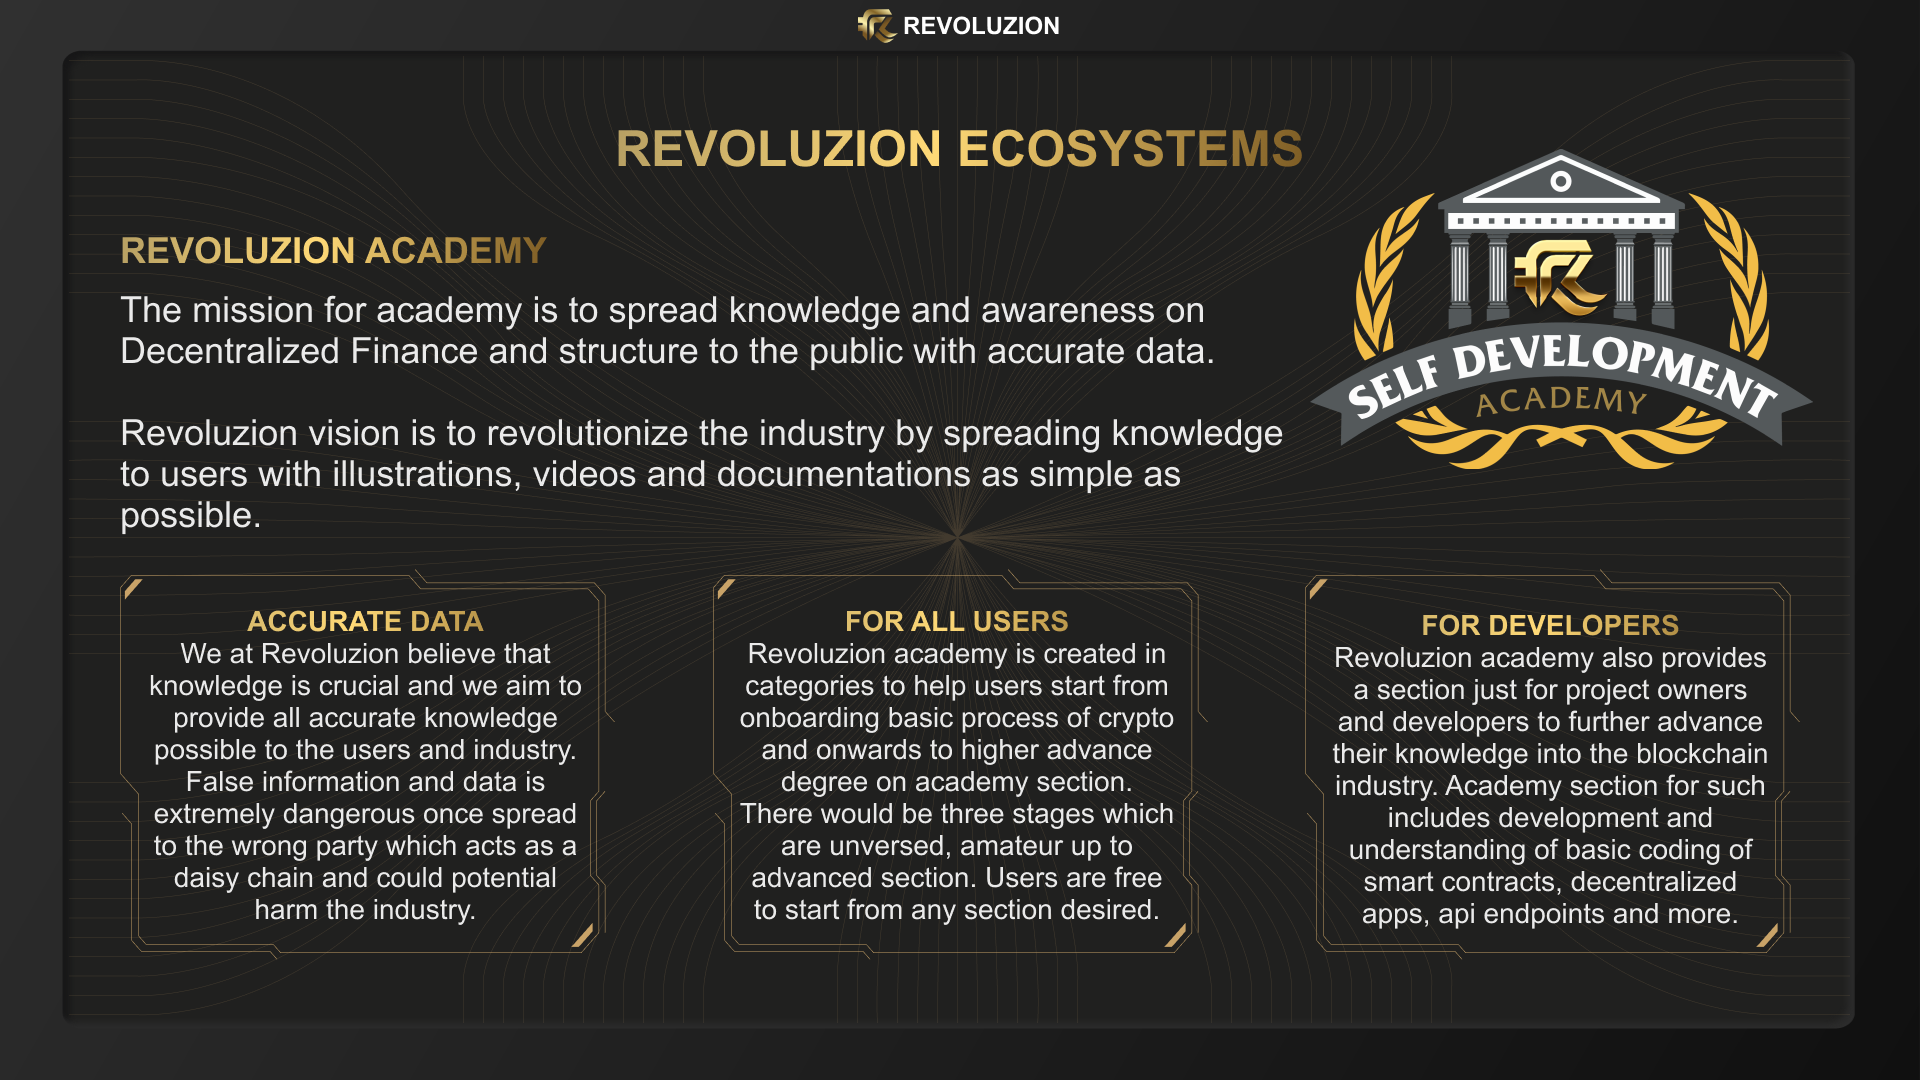 REVOLUZION
REVOLUZION ECOSYSTEMS
REVOLUZION ACADEMY
The mission for academy is to spread knowledge and awareness on
Decentralized Finance and structure to the public with accurate data.
Revoluzion vision is to revolutionize the industry by spreading knowledge
to users with illustrations, videos and documentations as simple as
possible.
SELF DEVELOPMENT
ACADEMY
ACCURATE DATA
We at Revoluzion believe that
knowledge is crucial and we aim to
provide all accurate knowledge
possible to the users and industry.
False information and data is
extremely dangerous once spread
to the wrong party which acts as a
daisy chain and could potential
harm the industry.
FOR ALL USERS
Revoluzion academy is created in
categories to help users start from
onboarding basic process of crypto
and onwards to higher advance
degree on academy section.
There would be three stages which
are unversed, amateur up to
advanced section. Users are free
to start from any section desired.
FOR DEVELOPERS
Revoluzion academy also provides
a section just for project owners
and developers to further advance
their knowledge into the blockchain
industry. Academy section for such
includes development and
understanding of basic coding of
smart contracts, decentralized
apps, api endpoints and more.